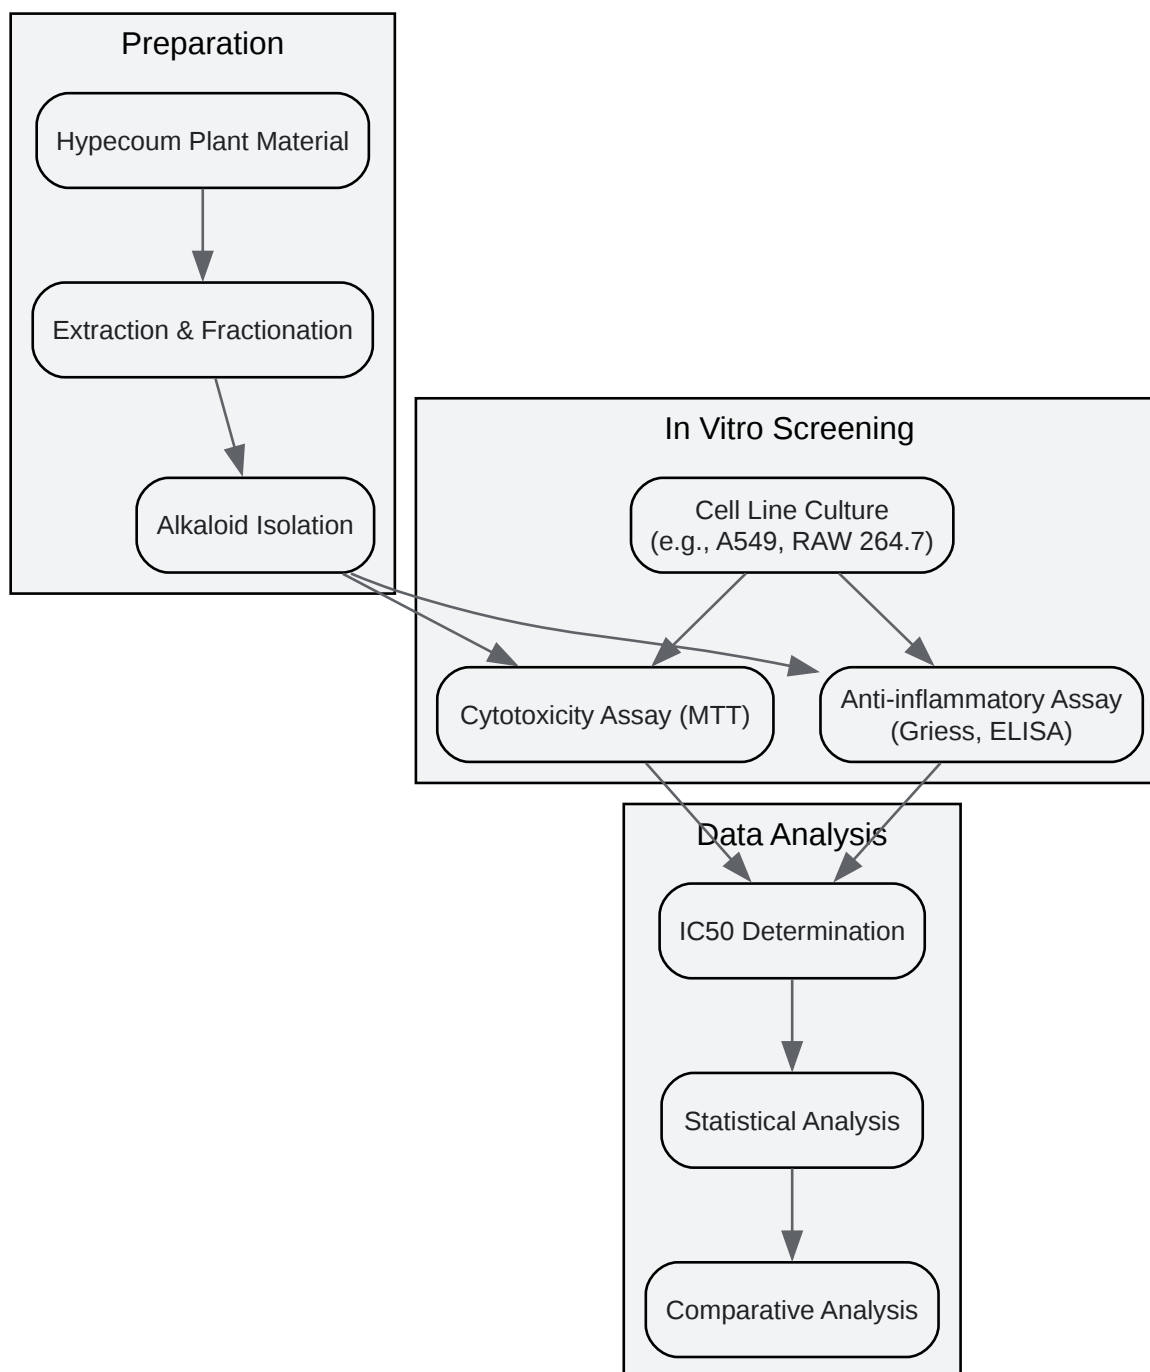 Preparation
Hypecoum Plant Material
Extraction & Fractionation
Alkaloid Isolation
In Vitro Screening
Cell Line Culture
(e.g., A549, RAW 264.7)
Cytotoxicity Assay (MTT)
Anti-inflammatory Assay
(Griess, ELISA)
Data Analysis
IC50 Determination
Statistical Analysis
Comparative Analysis